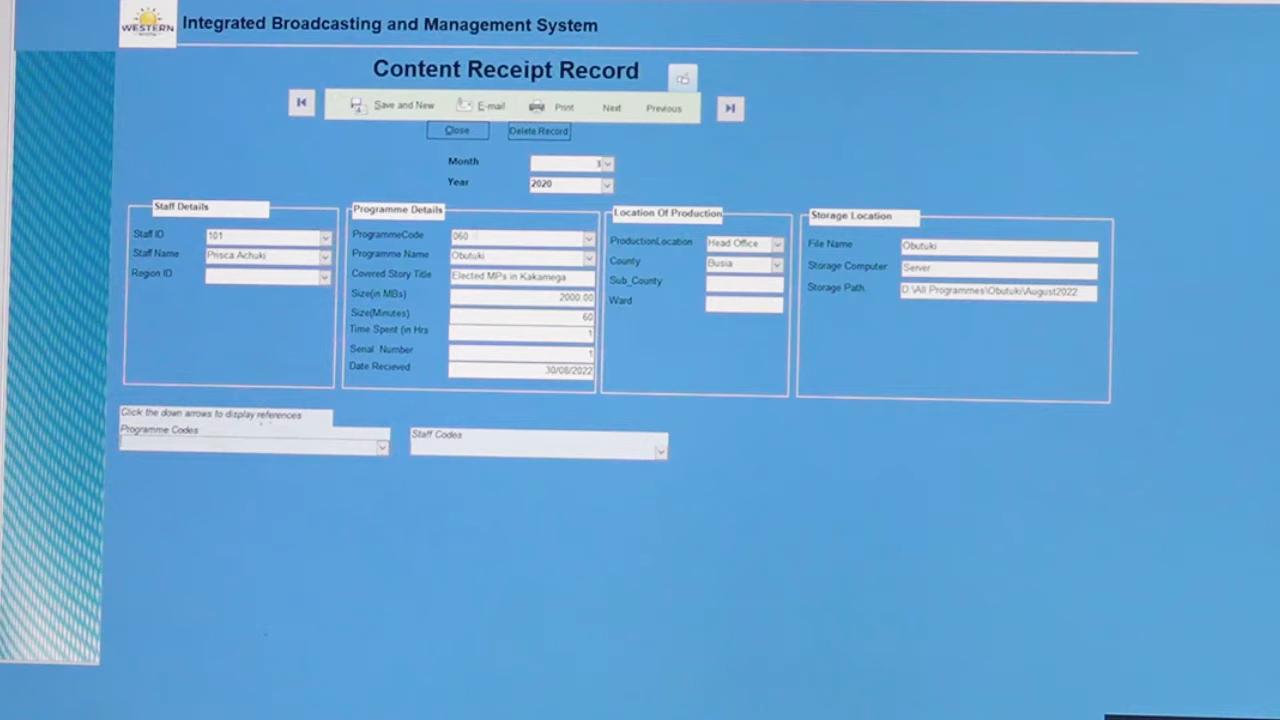 WESTERN
Integrated Broadcasting and Management System
Content Receipt Record
Save and New E-mail Print Next Previous
Close Delete Record
Month 3
Year 2020
Staff Details
Staff ID 101
Staff Name Prisca Achuki
Region ID
Programme Details
ProgrammeCode 060
Programme Name Obutuki
Covered Story Title Elected MPs in Kakamega
Size(in MBs) 2000.00
Size(Minutes) 60
Time Spent (in Hrs 1
Serial Number 1
Date Recieved 30/08/2022
Location Of Production
ProductionLocation Head Office
County Busia
Sub_County
Ward
Storage Location
File Name Obutuki
Storage Computer Server
Storage Path D:\All Programmes\Obutuki\August2022
Click the down arrows to display references
Programme Codes
Staff Codes